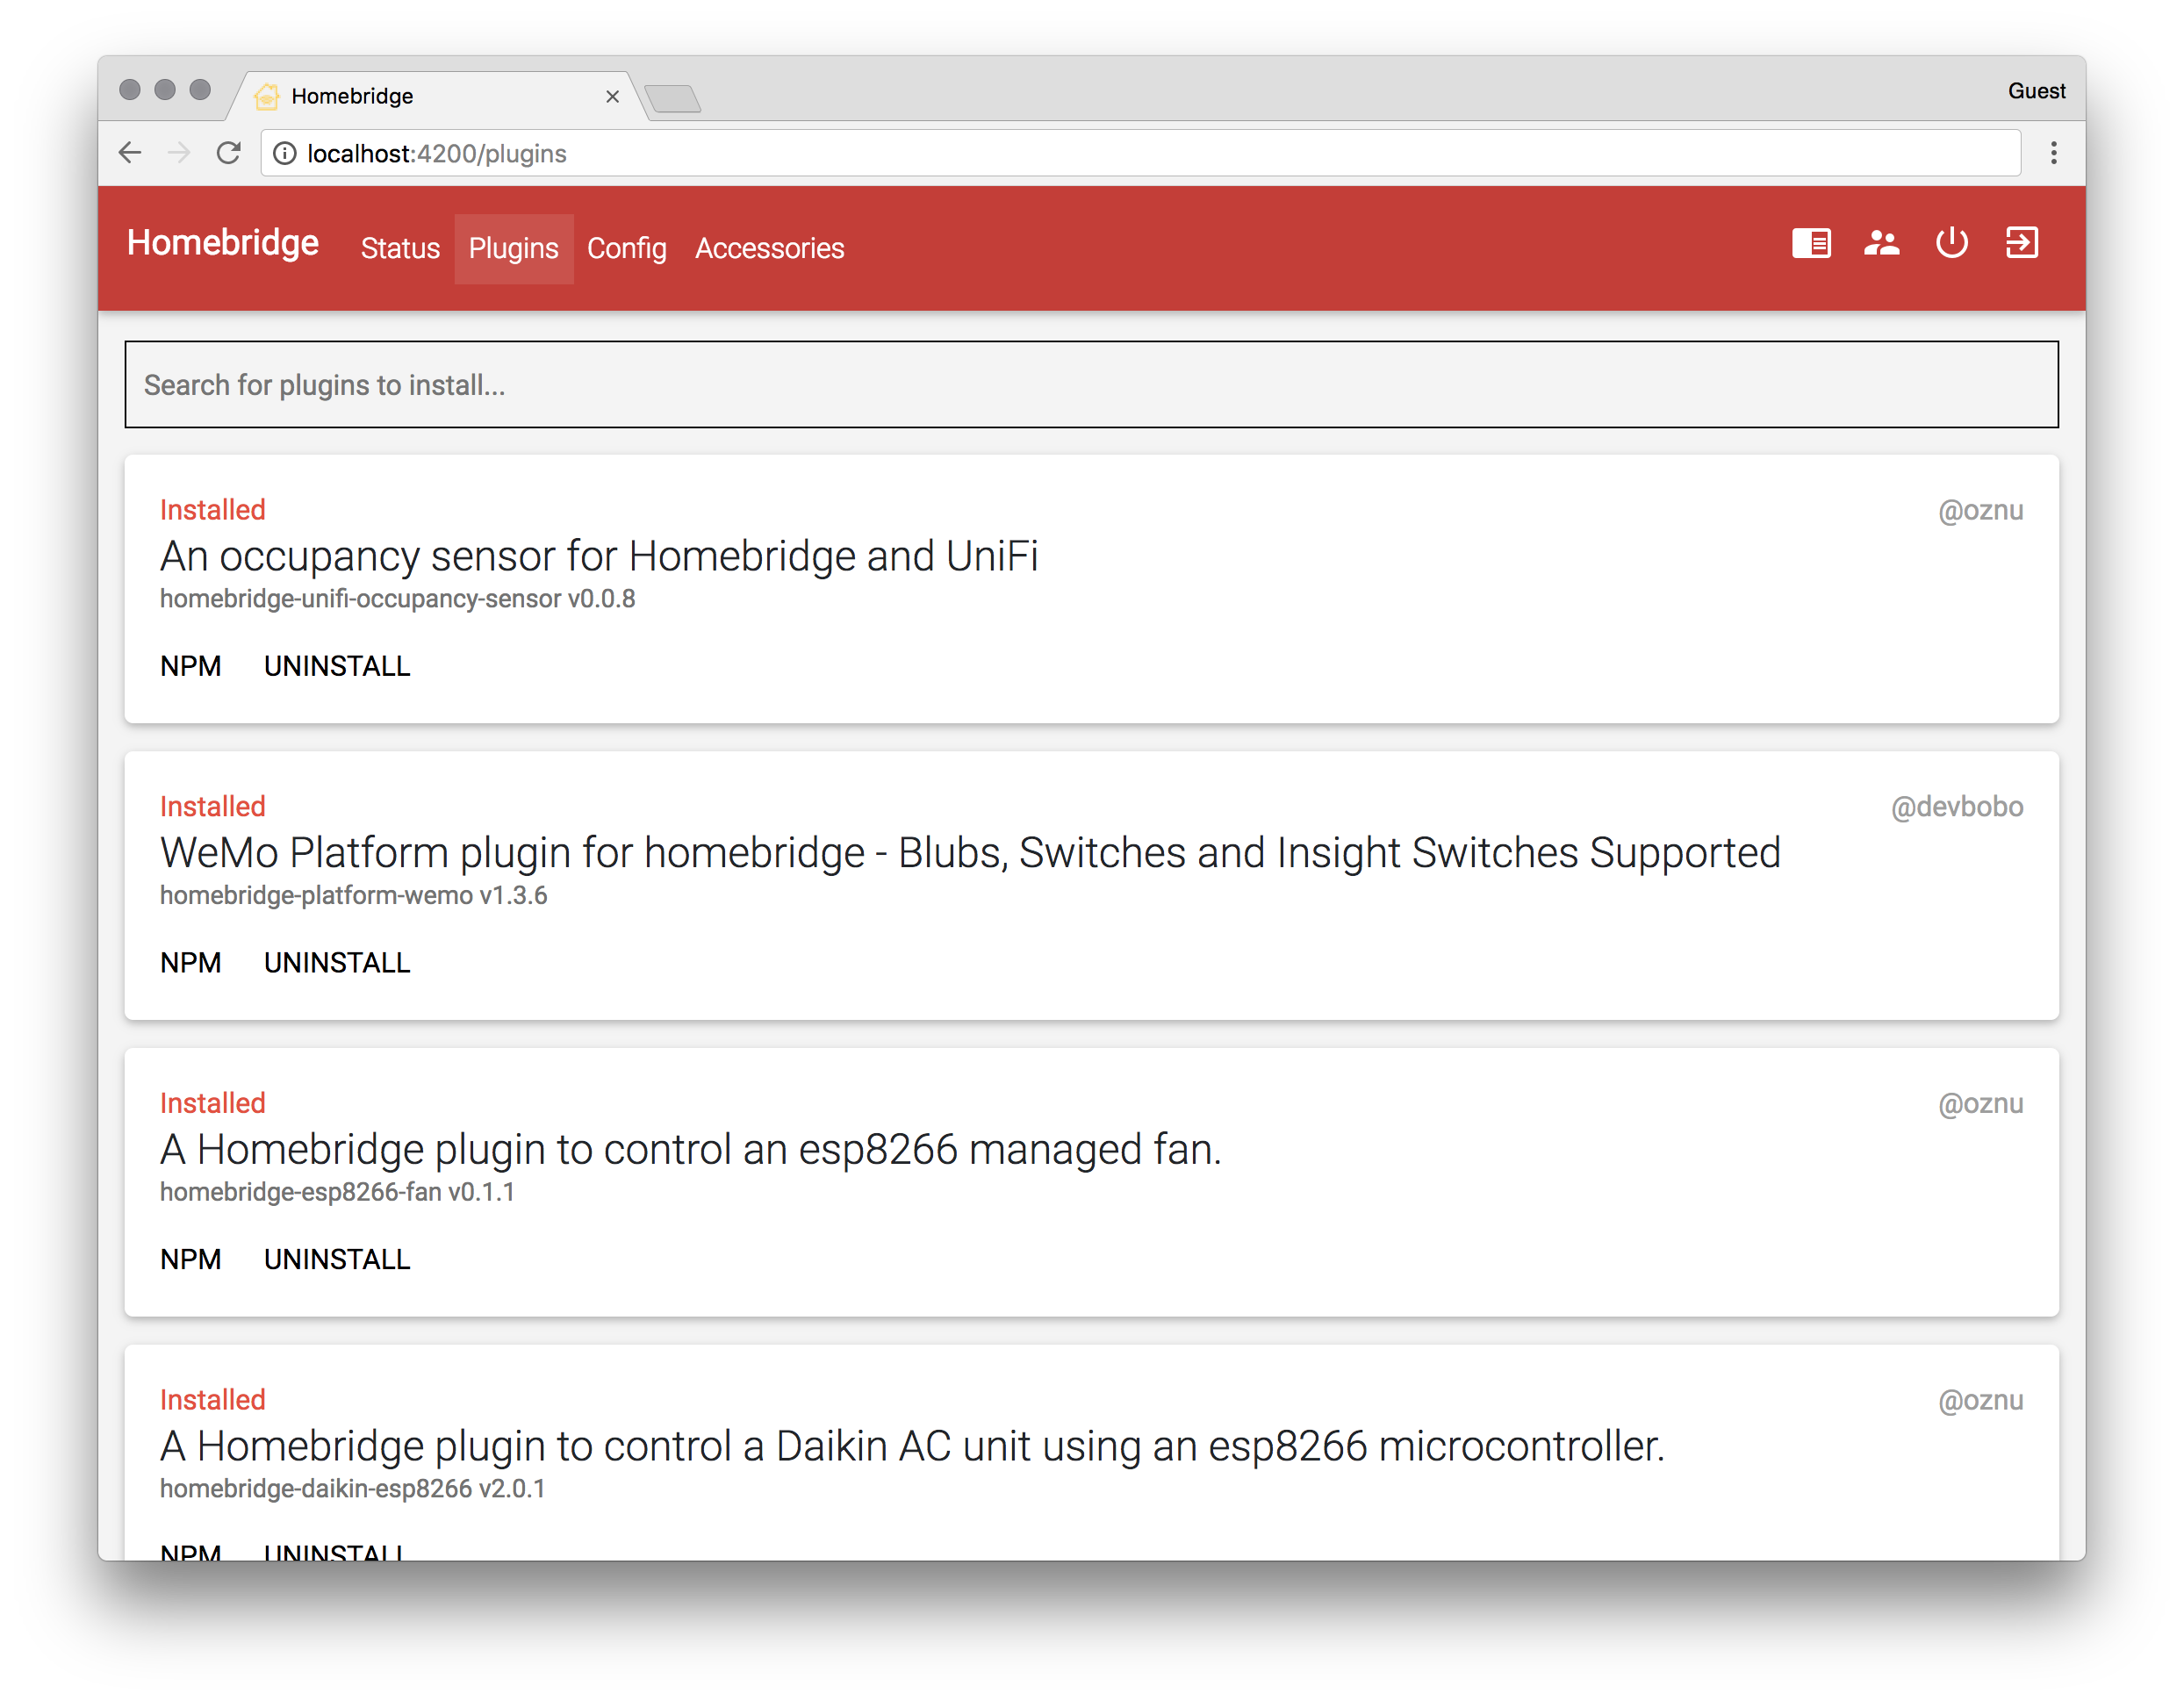 Homebridge
Guest
localhost:4200/plugins
Homebridge Status Plugins Config Accessories
Search for plugins to install...
Installed @oznu
An occupancy sensor for Homebridge and UniFi
homebridge-unifi-occupancy-sensor v0.0.8
NPM UNINSTALL
Installed @devbobo
WeMo Platform plugin for homebridge - Blubs, Switches and Insight Switches Supported
homebridge-platform-wemo v1.3.6
NPM UNINSTALL
Installed @oznu
A Homebridge plugin to control an esp8266 managed fan.
homebridge-esp8266-fan v0.1.1
NPM UNINSTALL
Installed @oznu
A Homebridge plugin to control a Daikin AC unit using an esp8266 microcontroller.
homebridge-daikin-esp8266 v2.0.1
NPM UNINSTALL